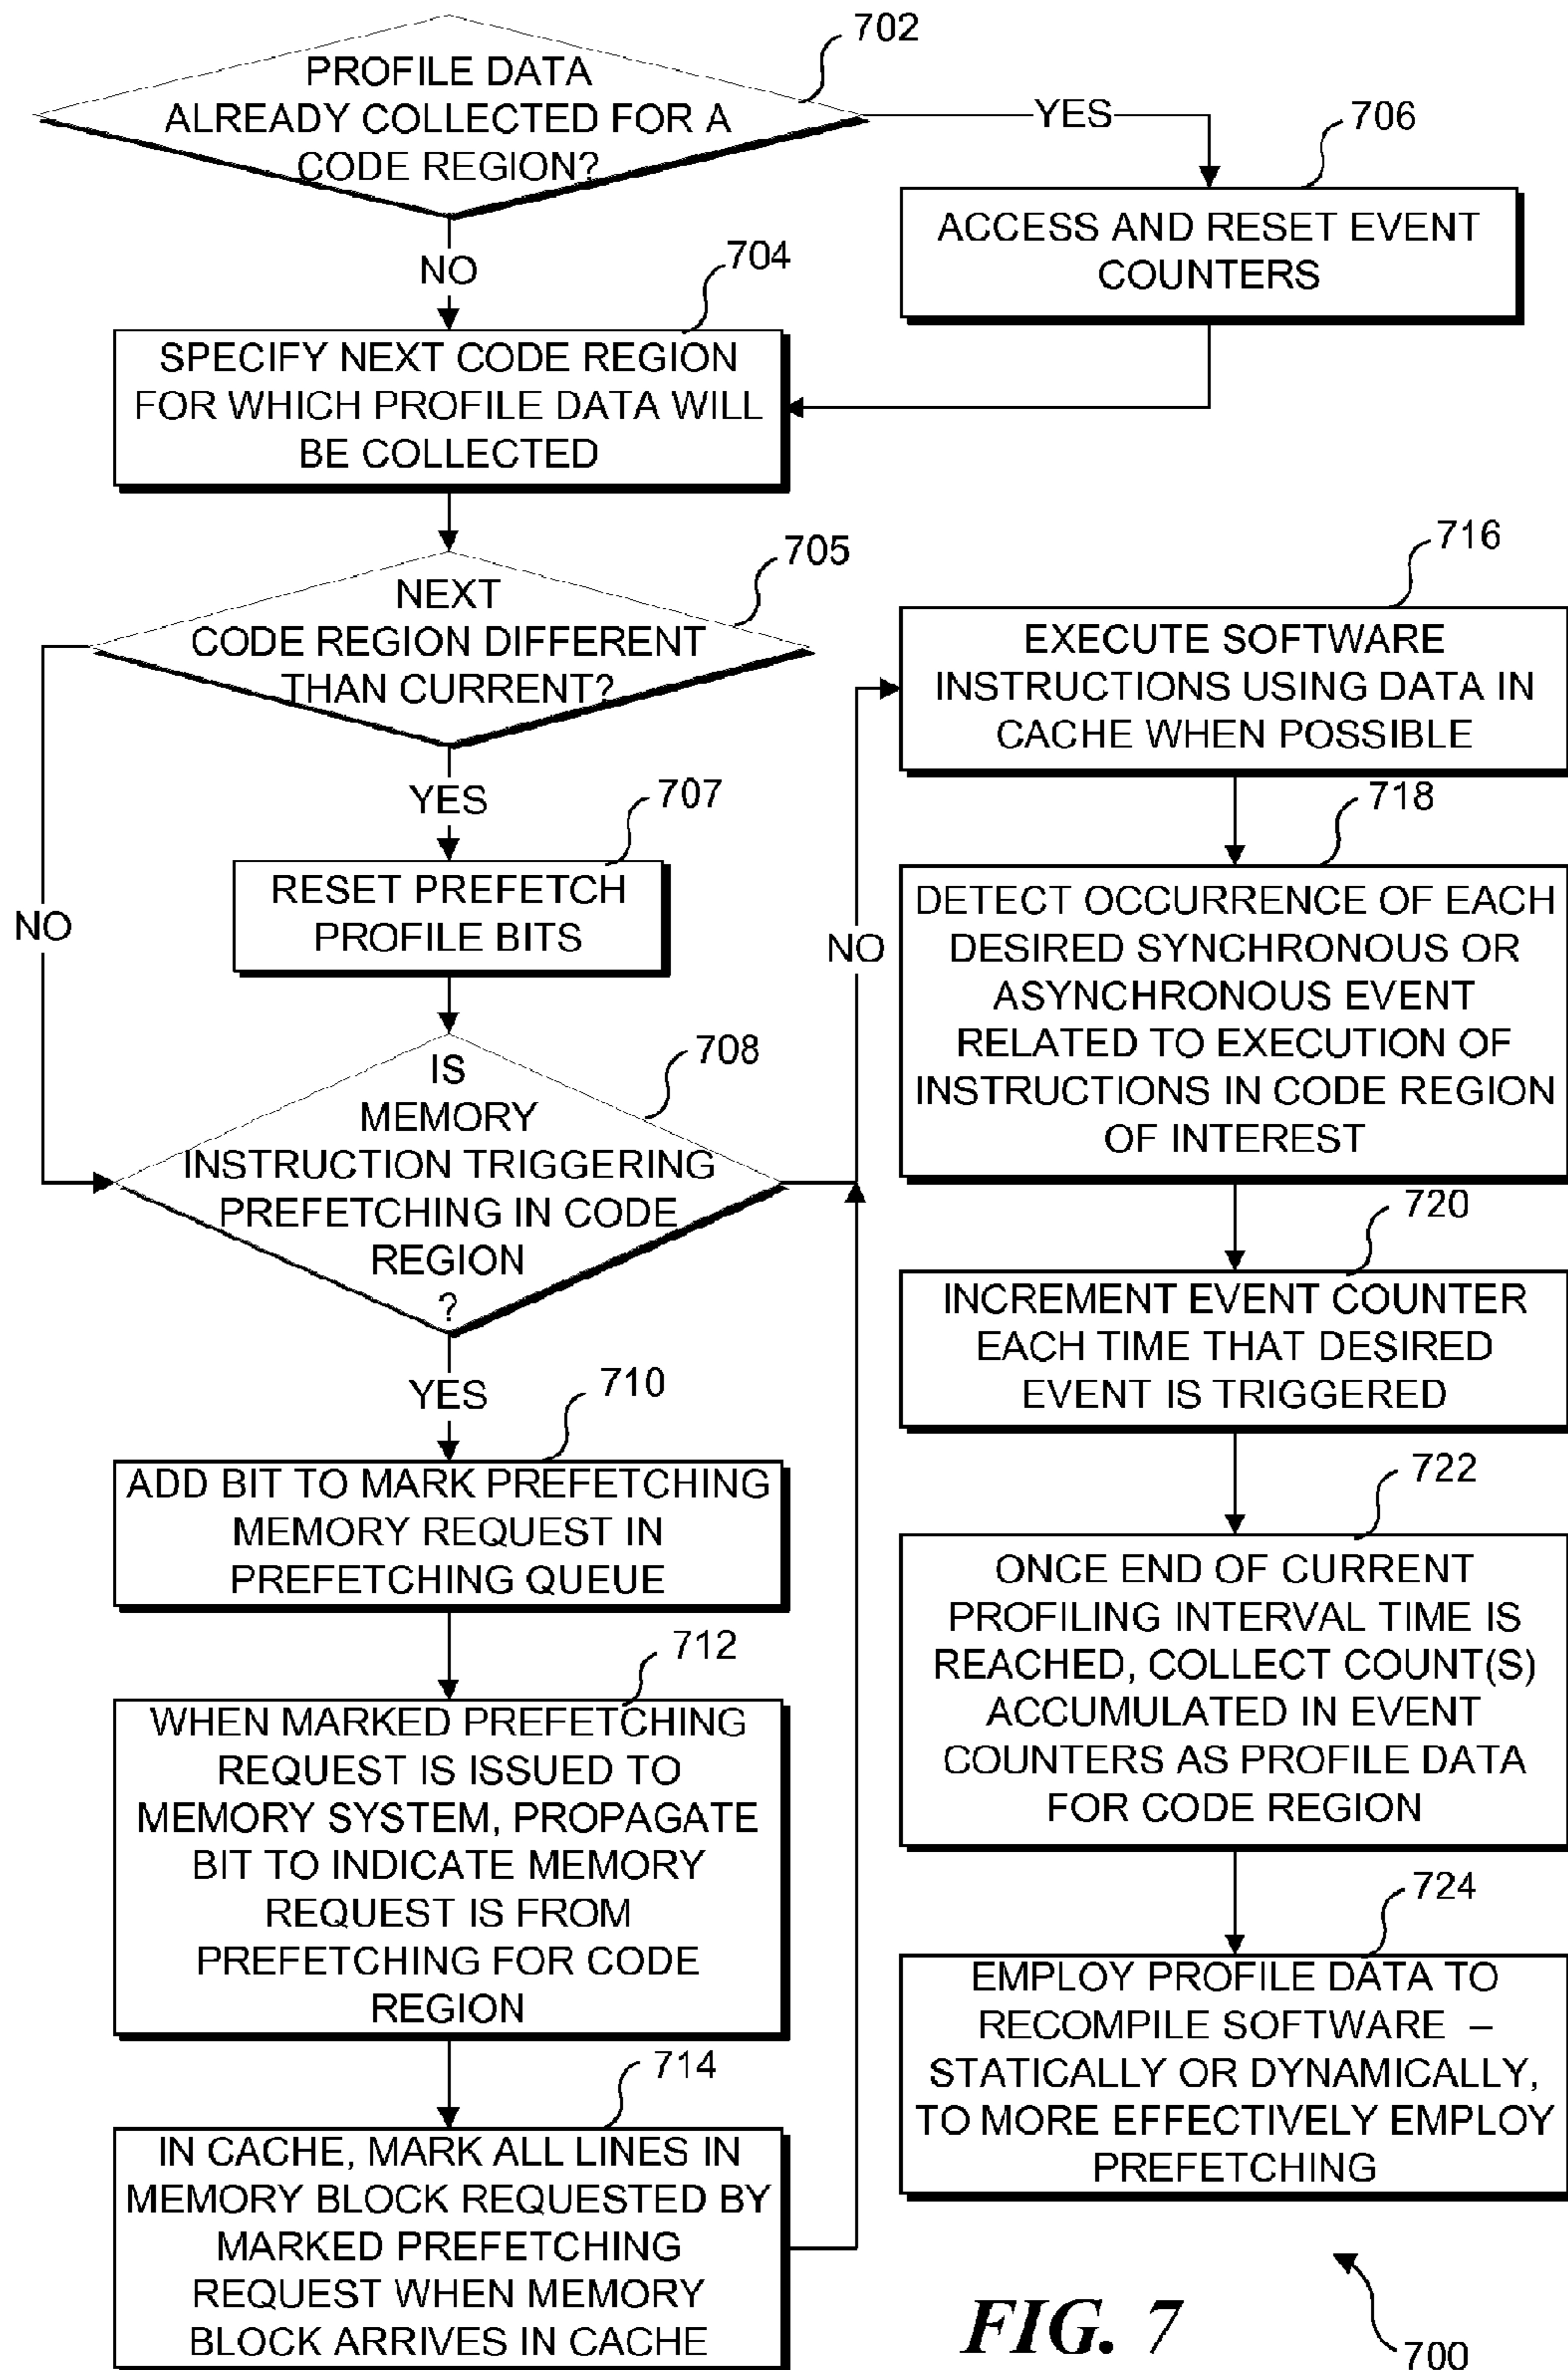 702
PROFILE DATA
ALREADY COLLECTED FOR A
CODE REGION?
YES
706
ACCESS AND RESET EVENT
COUNTERS
NO
704
SPECIFY NEXT CODE REGION
FOR WHICH PROFILE DATA WILL
BE COLLECTED
705
NEXT
CODE REGION DIFFERENT
THAN CURRENT?
NO
YES
707
RESET PREFETCH
PROFILE BITS
708
IS
MEMORY
INSTRUCTION TRIGGERING
PREFETCHING IN CODE
REGION
?
NO
YES
710
ADD BIT TO MARK PREFETCHING
MEMORY REQUEST IN
PREFETCHING QUEUE
712
WHEN MARKED PREFETCHING
REQUEST IS ISSUED TO
MEMORY SYSTEM, PROPAGATE
BIT TO INDICATE MEMORY
REQUEST IS FROM
PREFETCHING FOR CODE
REGION
714
IN CACHE, MARK ALL LINES IN
MEMORY BLOCK REQUESTED BY
MARKED PREFETCHING
REQUEST WHEN MEMORY
BLOCK ARRIVES IN CACHE
716
EXECUTE SOFTWARE
INSTRUCTIONS USING DATA IN
CACHE WHEN POSSIBLE
718
DETECT OCCURRENCE OF EACH
DESIRED SYNCHRONOUS OR
ASYNCHRONOUS EVENT
RELATED TO EXECUTION OF
INSTRUCTIONS IN CODE REGION
OF INTEREST
720
INCREMENT EVENT COUNTER
EACH TIME THAT DESIRED
EVENT IS TRIGGERED
722
ONCE END OF CURRENT
PROFILING INTERVAL TIME IS
REACHED, COLLECT COUNT(S)
ACCUMULATED IN EVENT
COUNTERS AS PROFILE DATA
FOR CODE REGION
724
EMPLOY PROFILE DATA TO
RECOMPILE SOFTWARE –
STATICALLY OR DYNAMICALLY,
TO MORE EFFECTIVELY EMPLOY
PREFETCHING
FIG. 7
700